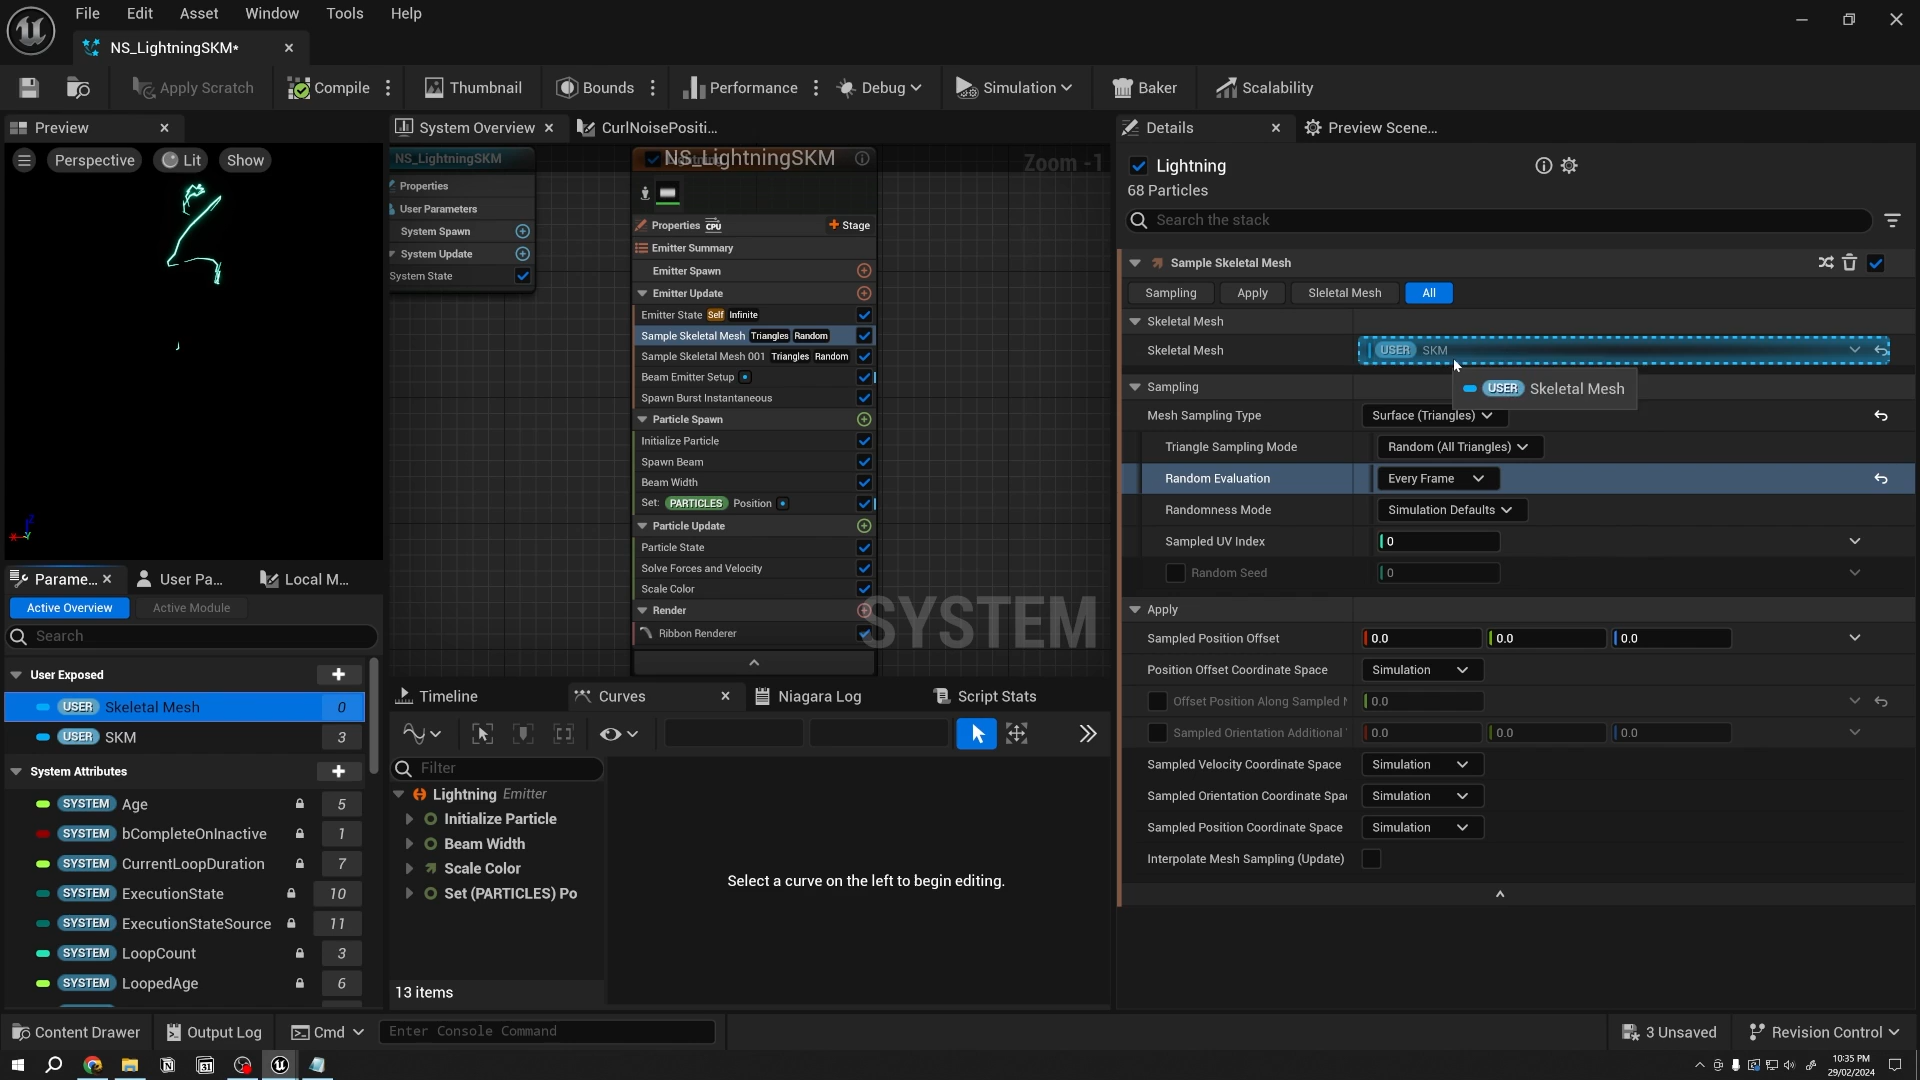 File Edit Asset Window Tools Help
NS_LightningSKM*
Apply Scratch Compile Thumbnail Bounds Performance Debug Simulation Baker Scalability
Preview
Perspective Lit Show
System Overview CurlNoisePositi...
NS_LightningSKM
Properties
User Parameters
System Spawn
System Update
System State
NS_LightningSKM
Zoom -1
Properties CPU Stage
Emitter Summary
Emitter Spawn
Emitter Update
Emitter State Self Infinite
Sample Skeletal Mesh Triangles Random
Sample Skeletal Mesh 001 Triangles Random
Beam Emitter Setup
Spawn Burst Instantaneous
Particle Spawn
Initialize Particle
Spawn Beam
Beam Width
Set: PARTICLES Position
Particle Update
Particle State
Solve Forces and Velocity
Scale Color
Render
Ribbon Renderer
SYSTEM
Details Preview Scene...
Lightning
68 Particles
Search the stack
Sample Skeletal Mesh
Sampling Apply Sleletal Mesh All
Skeletal Mesh
Skeletal Mesh USER SKM
USER Skeletal Mesh
Sampling
Mesh Sampling Type Surface (Triangles)
Triangle Sampling Mode Random (All Triangles)
Random Evaluation Every Frame
Randomness Mode Simulation Defaults
Sampled UV Index 0
Random Seed 0
Apply
Sampled Position Offset 0.0 0.0 0.0
Position Offset Coordinate Space Simulation
Offset Position Along Sampled 0.0
Sampled Orientation Additional 0.0 0.0 0.0
Sampled Velocity Coordinate Space Simulation
Sampled Orientation Coordinate Spa Simulation
Sampled Position Coordinate Space Simulation
Interpolate Mesh Sampling (Update)
Parame... User Pa... Local M...
Active Overview Active Module
Search
User Exposed
USER Skeletal Mesh 0
USER SKM 3
System Attributes
SYSTEM Age 5
SYSTEM bCompleteOnInactive 1
SYSTEM CurrentLoopDuration 7
SYSTEM ExecutionState 10
SYSTEM ExecutionStateSource 11
SYSTEM LoopCount 3
SYSTEM LoopedAge 6
Timeline Curves Niagara Log Script Stats
Filter
Lightning Emitter
Initialize Particle
Beam Width
Scale Color
Set (PARTICLES) Po
13 items
Select a curve on the left to begin editing.
Content Drawer Output Log Cmd Enter Console Command 3 Unsaved Revision Control
10:35 PM
29/02/2024